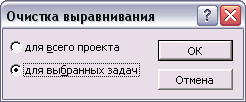 Очистка выравнивания
для всего проекта
для выбранных задач
ОК
Отмена